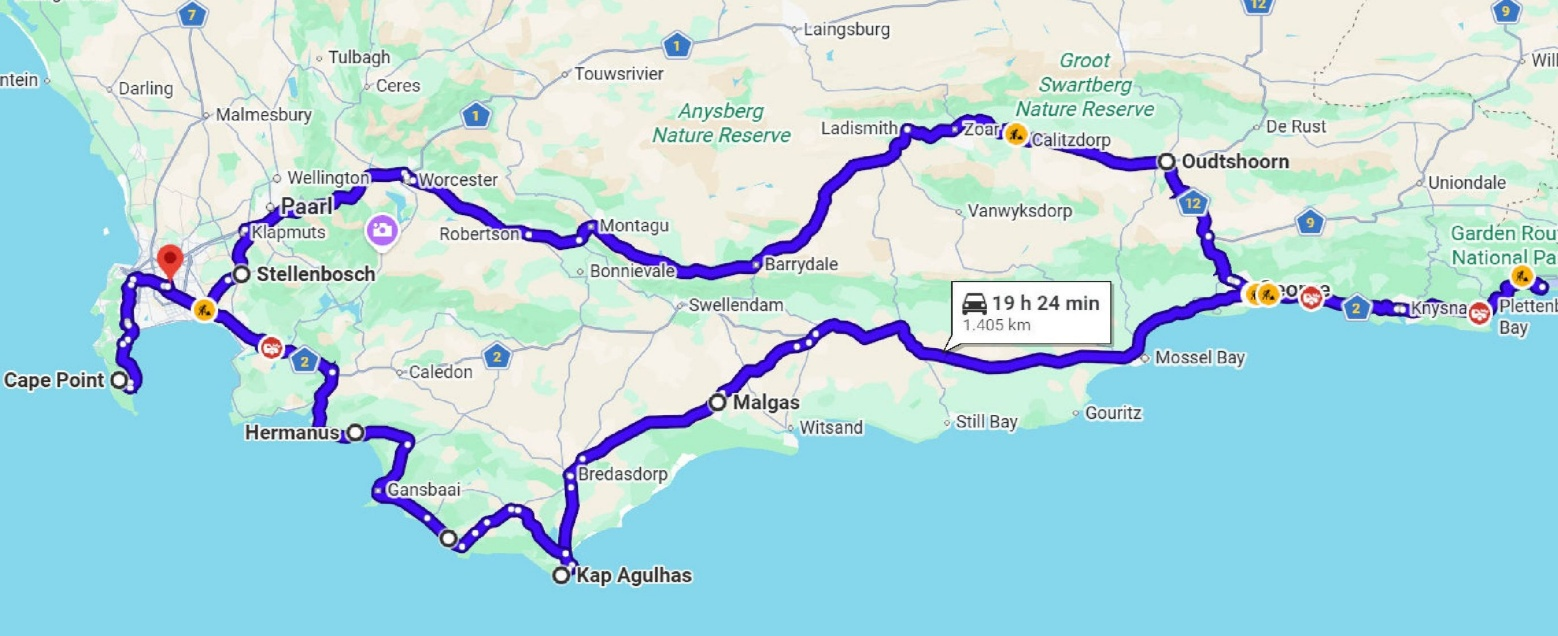 7
12
9
ntein
Tulbagh
Darling
Ceres
Malmesbury
1
Touwsrivier
Laingsburg
1
Anysberg
Nature Reserve
Groot
Swartberg
Nature Reserve
Will
Ladismith
Zoar
Calitzdorp
De Rust
Oudtshoorn
Wellington
Worcester
Paarl
Klapmuts
Robertson
Montagu
Vanwyksdorp
Uniondale
12
9
Garden Rou
National Pa
Stellenbosch
Bonnievale
Barrydale
Swellendam
19 h 24 min
1.405 km
George
2
Knysna
Plettenb
Bay
2
2
Caledon
Mossel Bay
Cape Point
Malgas
Witsand
Still Bay
Gouritz
Hermanus
Gansbaai
Bredasdorp
Kap Agulhas